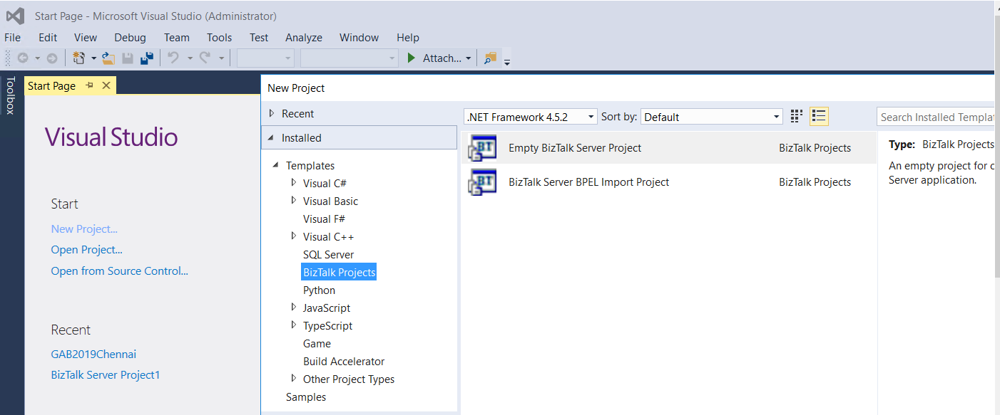 Start Page - Microsoft Visual Studio (Administrator)
File Edit View Debug Team Tools Test Analyze Window Help
Attach...
Toolbox
Start Page
Visual Studio
Start
New Project...
Open Project...
Open from Source Control...
Recent
GAB2019Chennai
BizTalk Server Project1
New Project
Recent
Installed
Templates
Visual C#
Visual Basic
Visual F#
Visual C++
SQL Server
BizTalk Projects
Python
JavaScript
TypeScript
Game
Build Accelerator
Other Project Types
Samples
.NET Framework 4.5.2 Sort by: Default
BT Empty BizTalk Server Project BizTalk Projects
BT BizTalk Server BPEL Import Project BizTalk Projects
Search Installed Templat
Type: BizTalk Projects
An empty project for c
Server application.